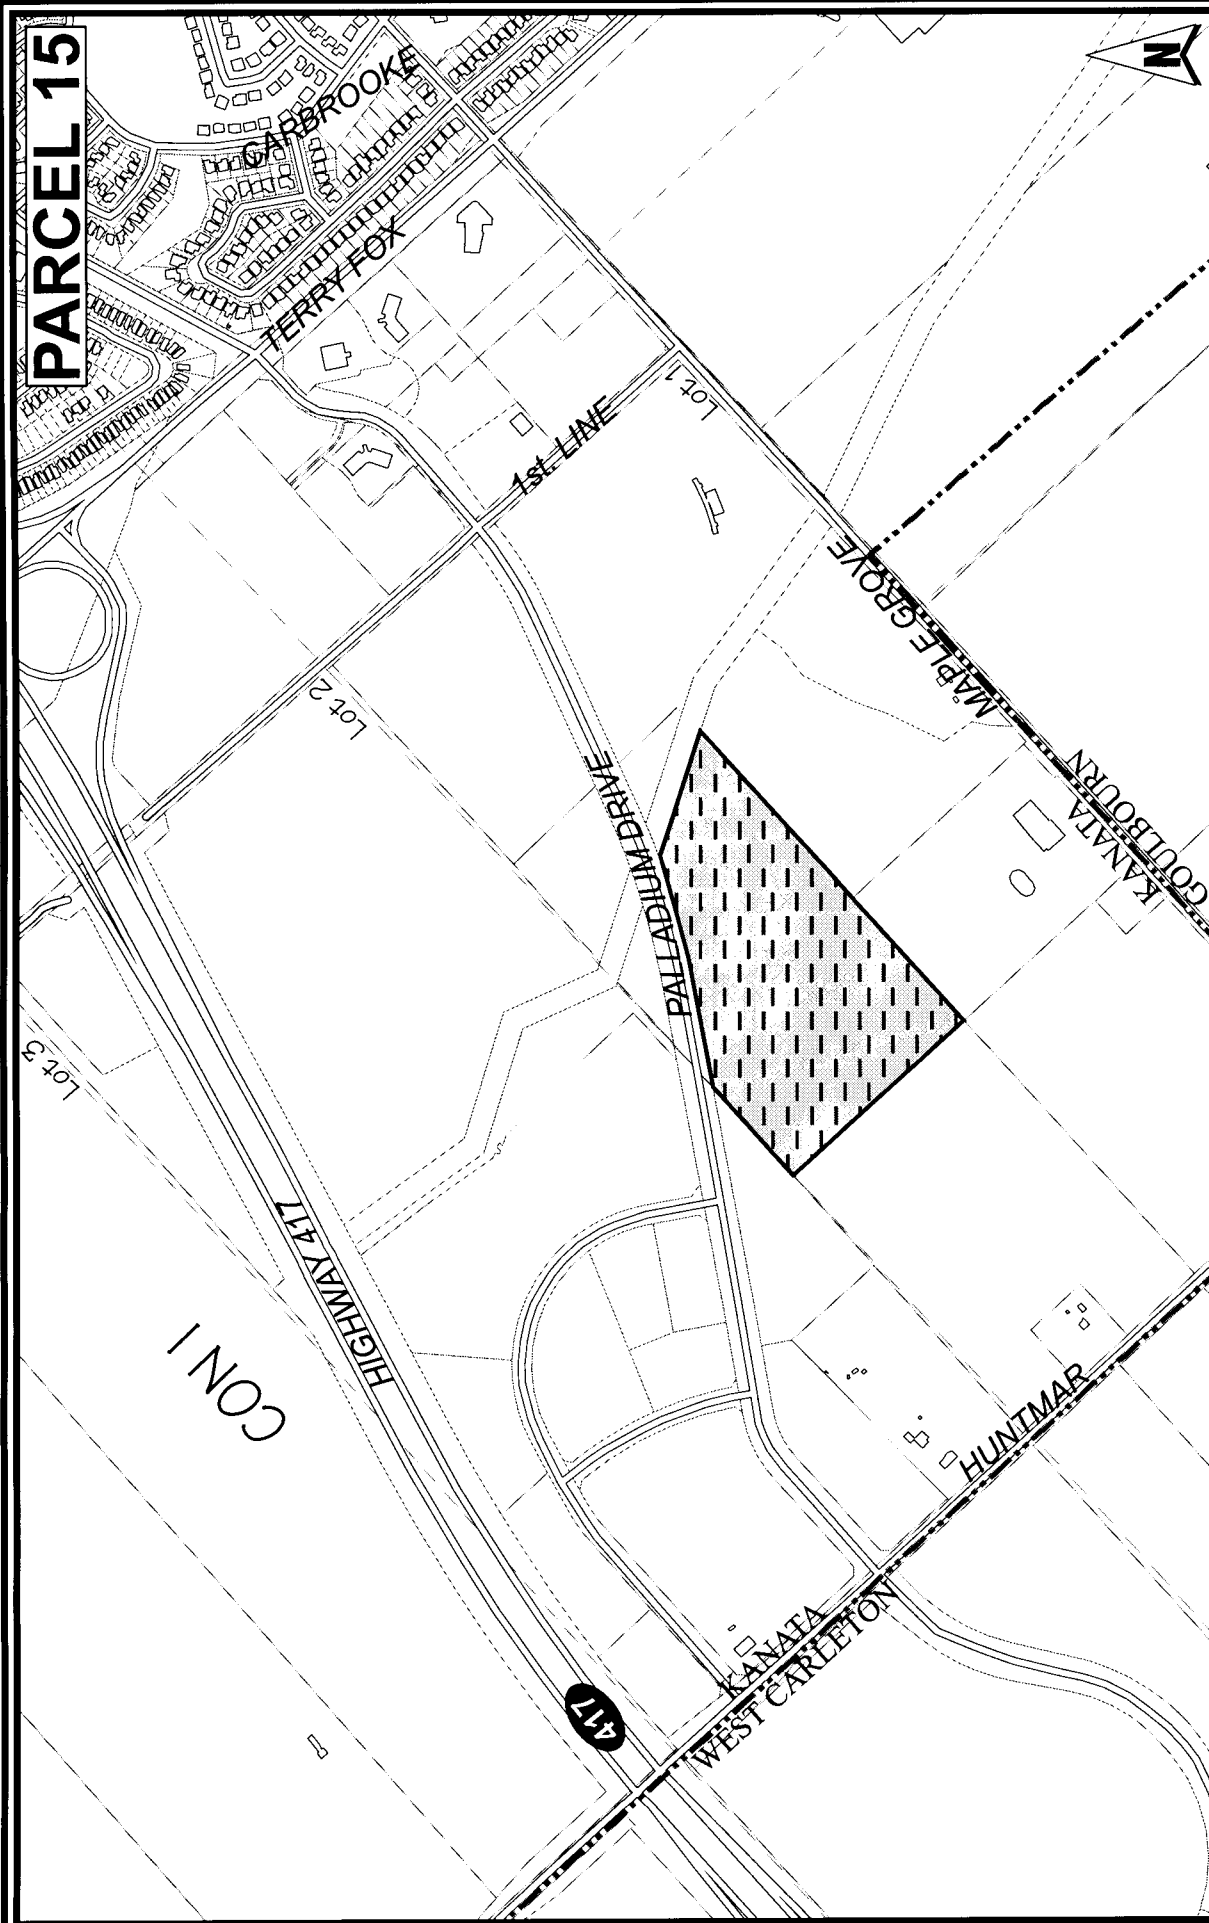 PARCEL 15
N
CARBROOKE
TERRY FOX
1st. LINE
Lot 1
Lot 2
Lot 3
MAPLE GROVE
PALLADIUM DRIVE
KANATA
GOULBOURN
HIGHWAY 417
CON I
HUNTMAR
KANATA
WEST CARLETON
417